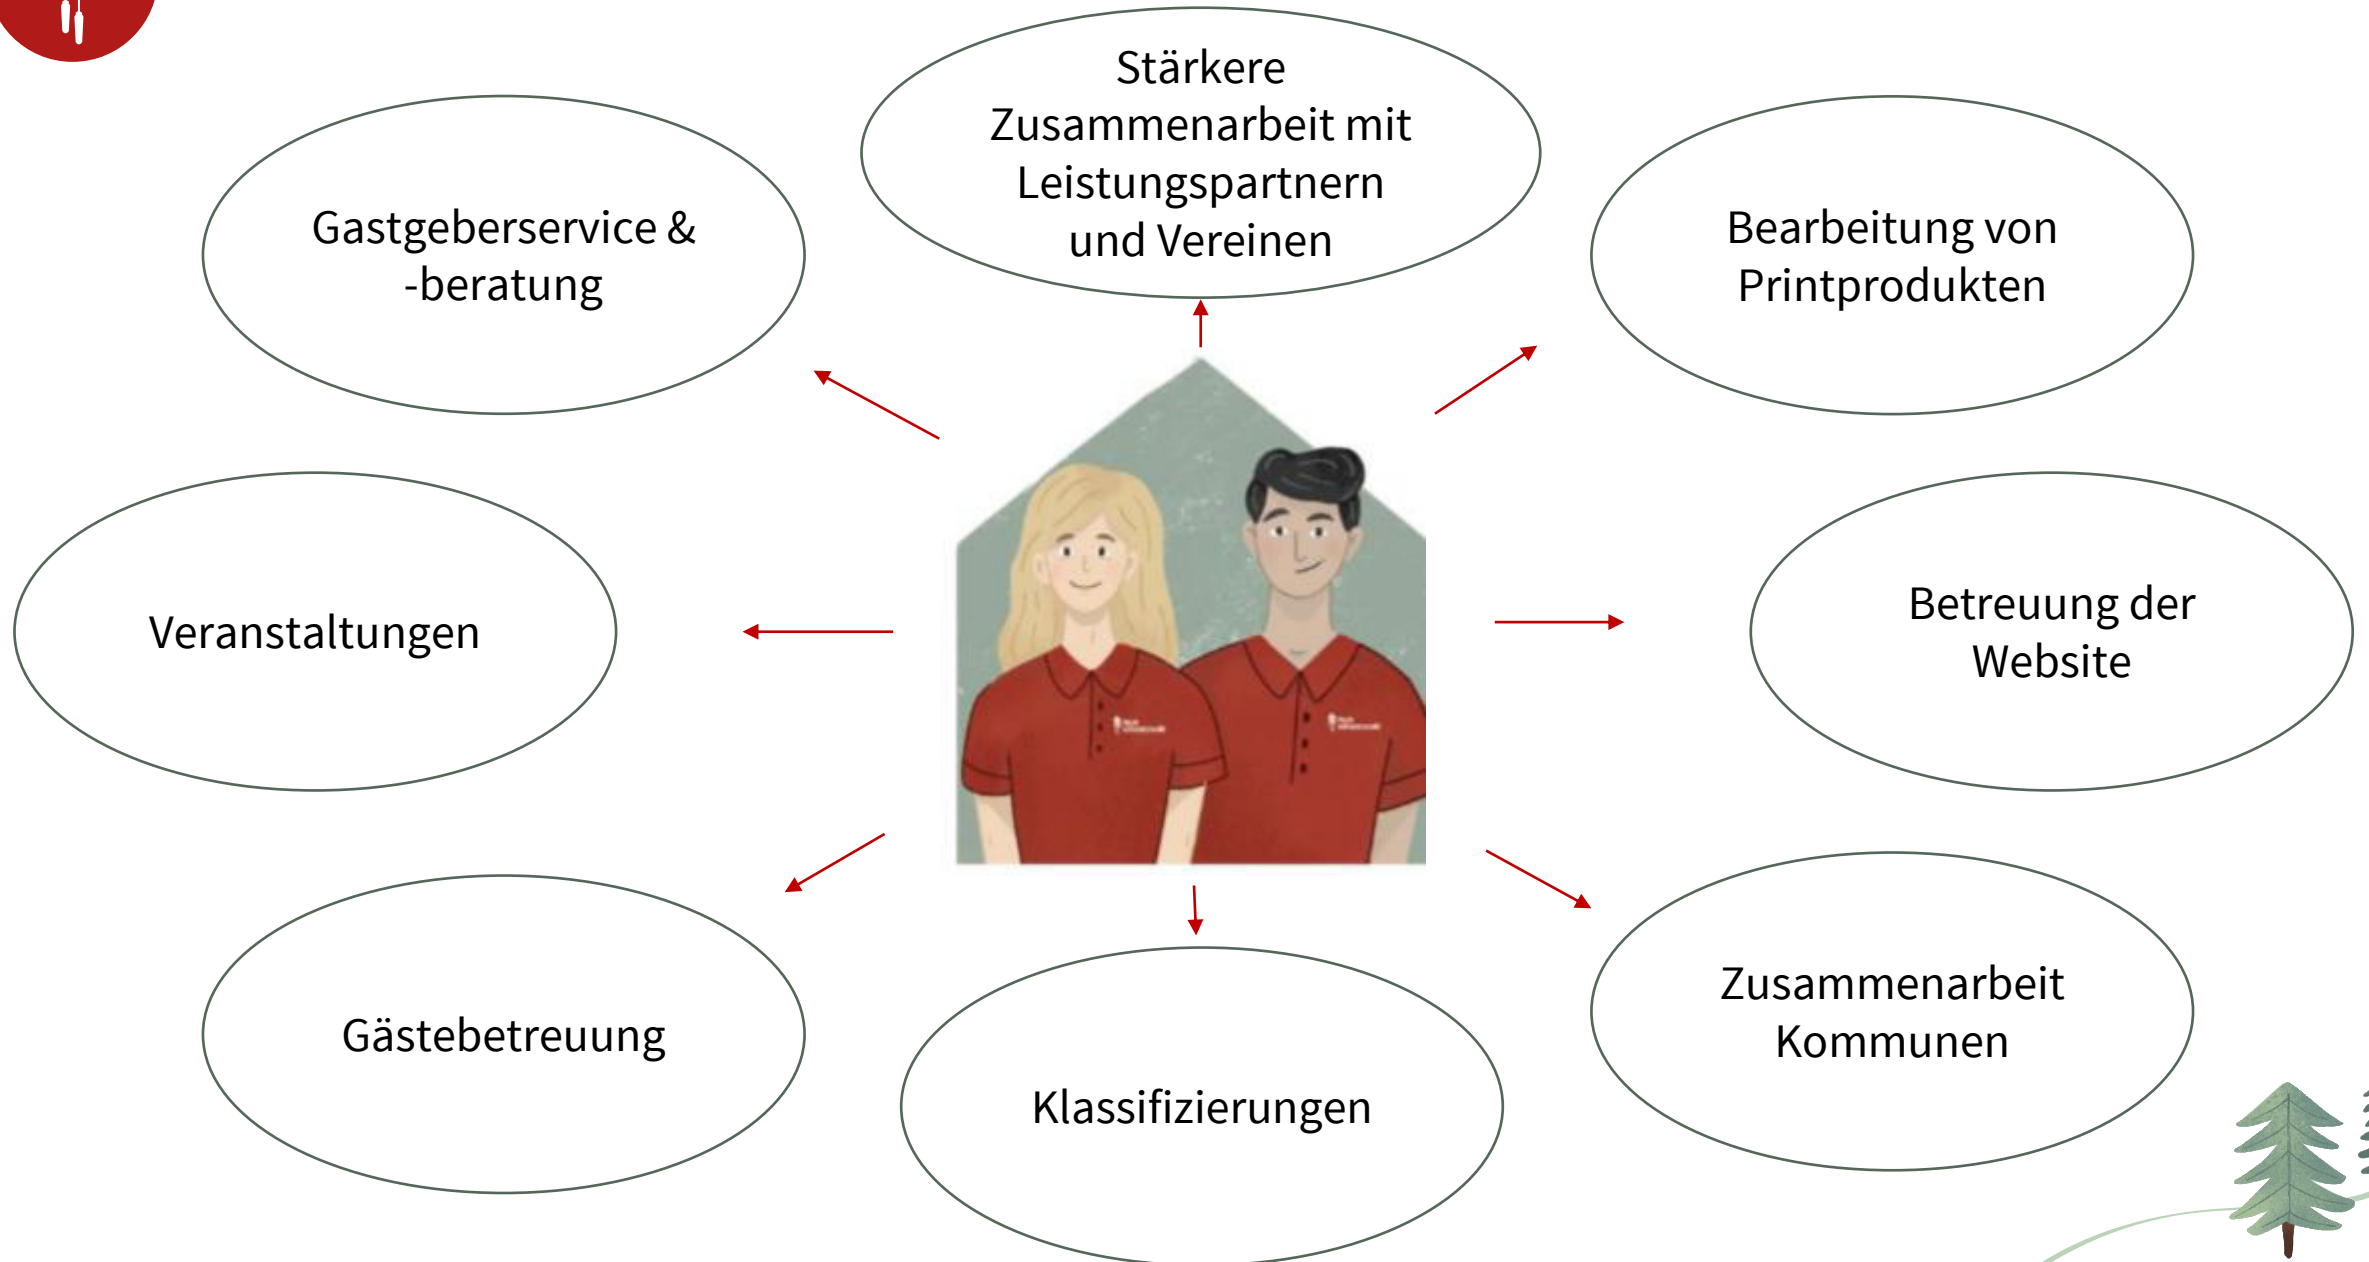 Stärkere
Zusammenarbeit mit
Leistungspartnern
und Vereinen
Gastgeberservice &
-beratung
Bearbeitung von
Printprodukten
Veranstaltungen
Betreuung der
Website
Gästebetreuung
Klassifizierungen
Zusammenarbeit
Kommunen